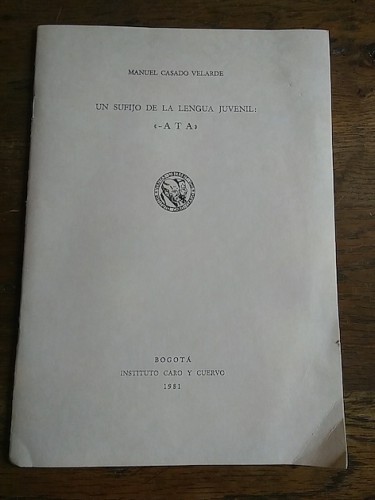 MANUEL CASADO VELARDE
UN SUFIJO DE LA LENGUA JUVENIL:
«-ATA»
BOGOTÁ
INSTITUTO CARO Y CUERVO
1981